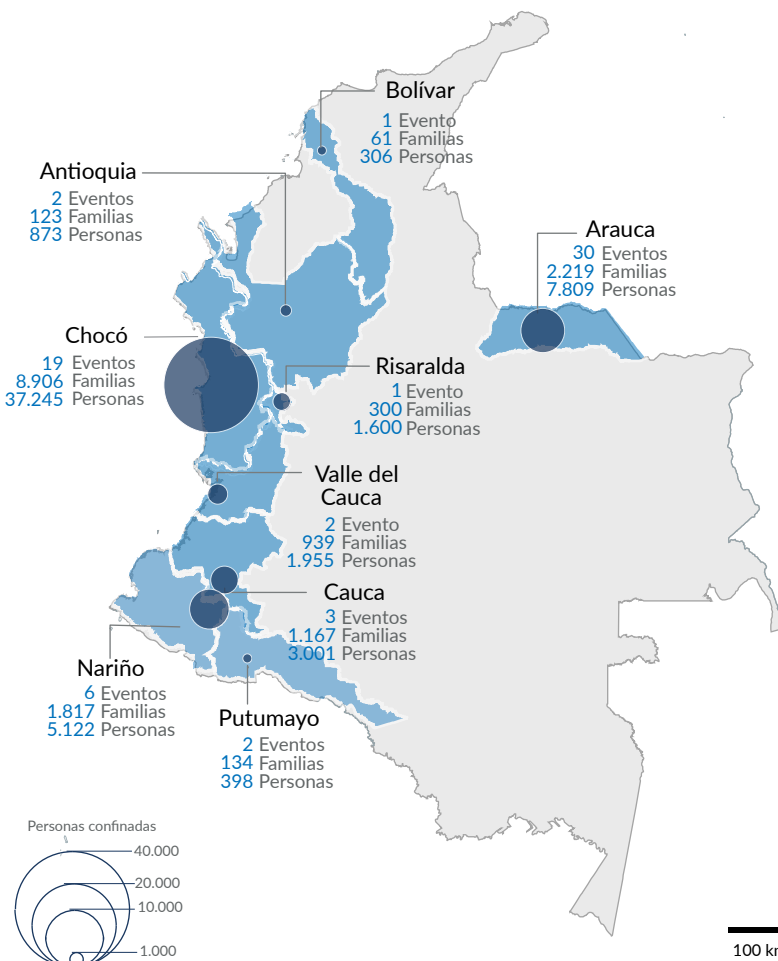 Bolívar
1 Evento
61 Familias
306 Personas
Antioquia
2 Eventos
123 Familias
873 Personas
Arauca
30 Eventos
2.219 Familias
7.809 Personas
Chocó
19 Eventos
8.906 Familias
37.245 Personas
Risaralda
1 Evento
300 Familias
1.600 Personas
Valle del
Cauca
2 Evento
939 Familias
1.955 Personas
Cauca
3 Eventos
1.167 Familias
3.001 Personas
Nariño
6 Eventos
1.817 Familias
5.122 Personas
Putumayo
2 Eventos
134 Familias
398 Personas
Personas confinadas
40.000
20.000
10.000
1.000
100 km